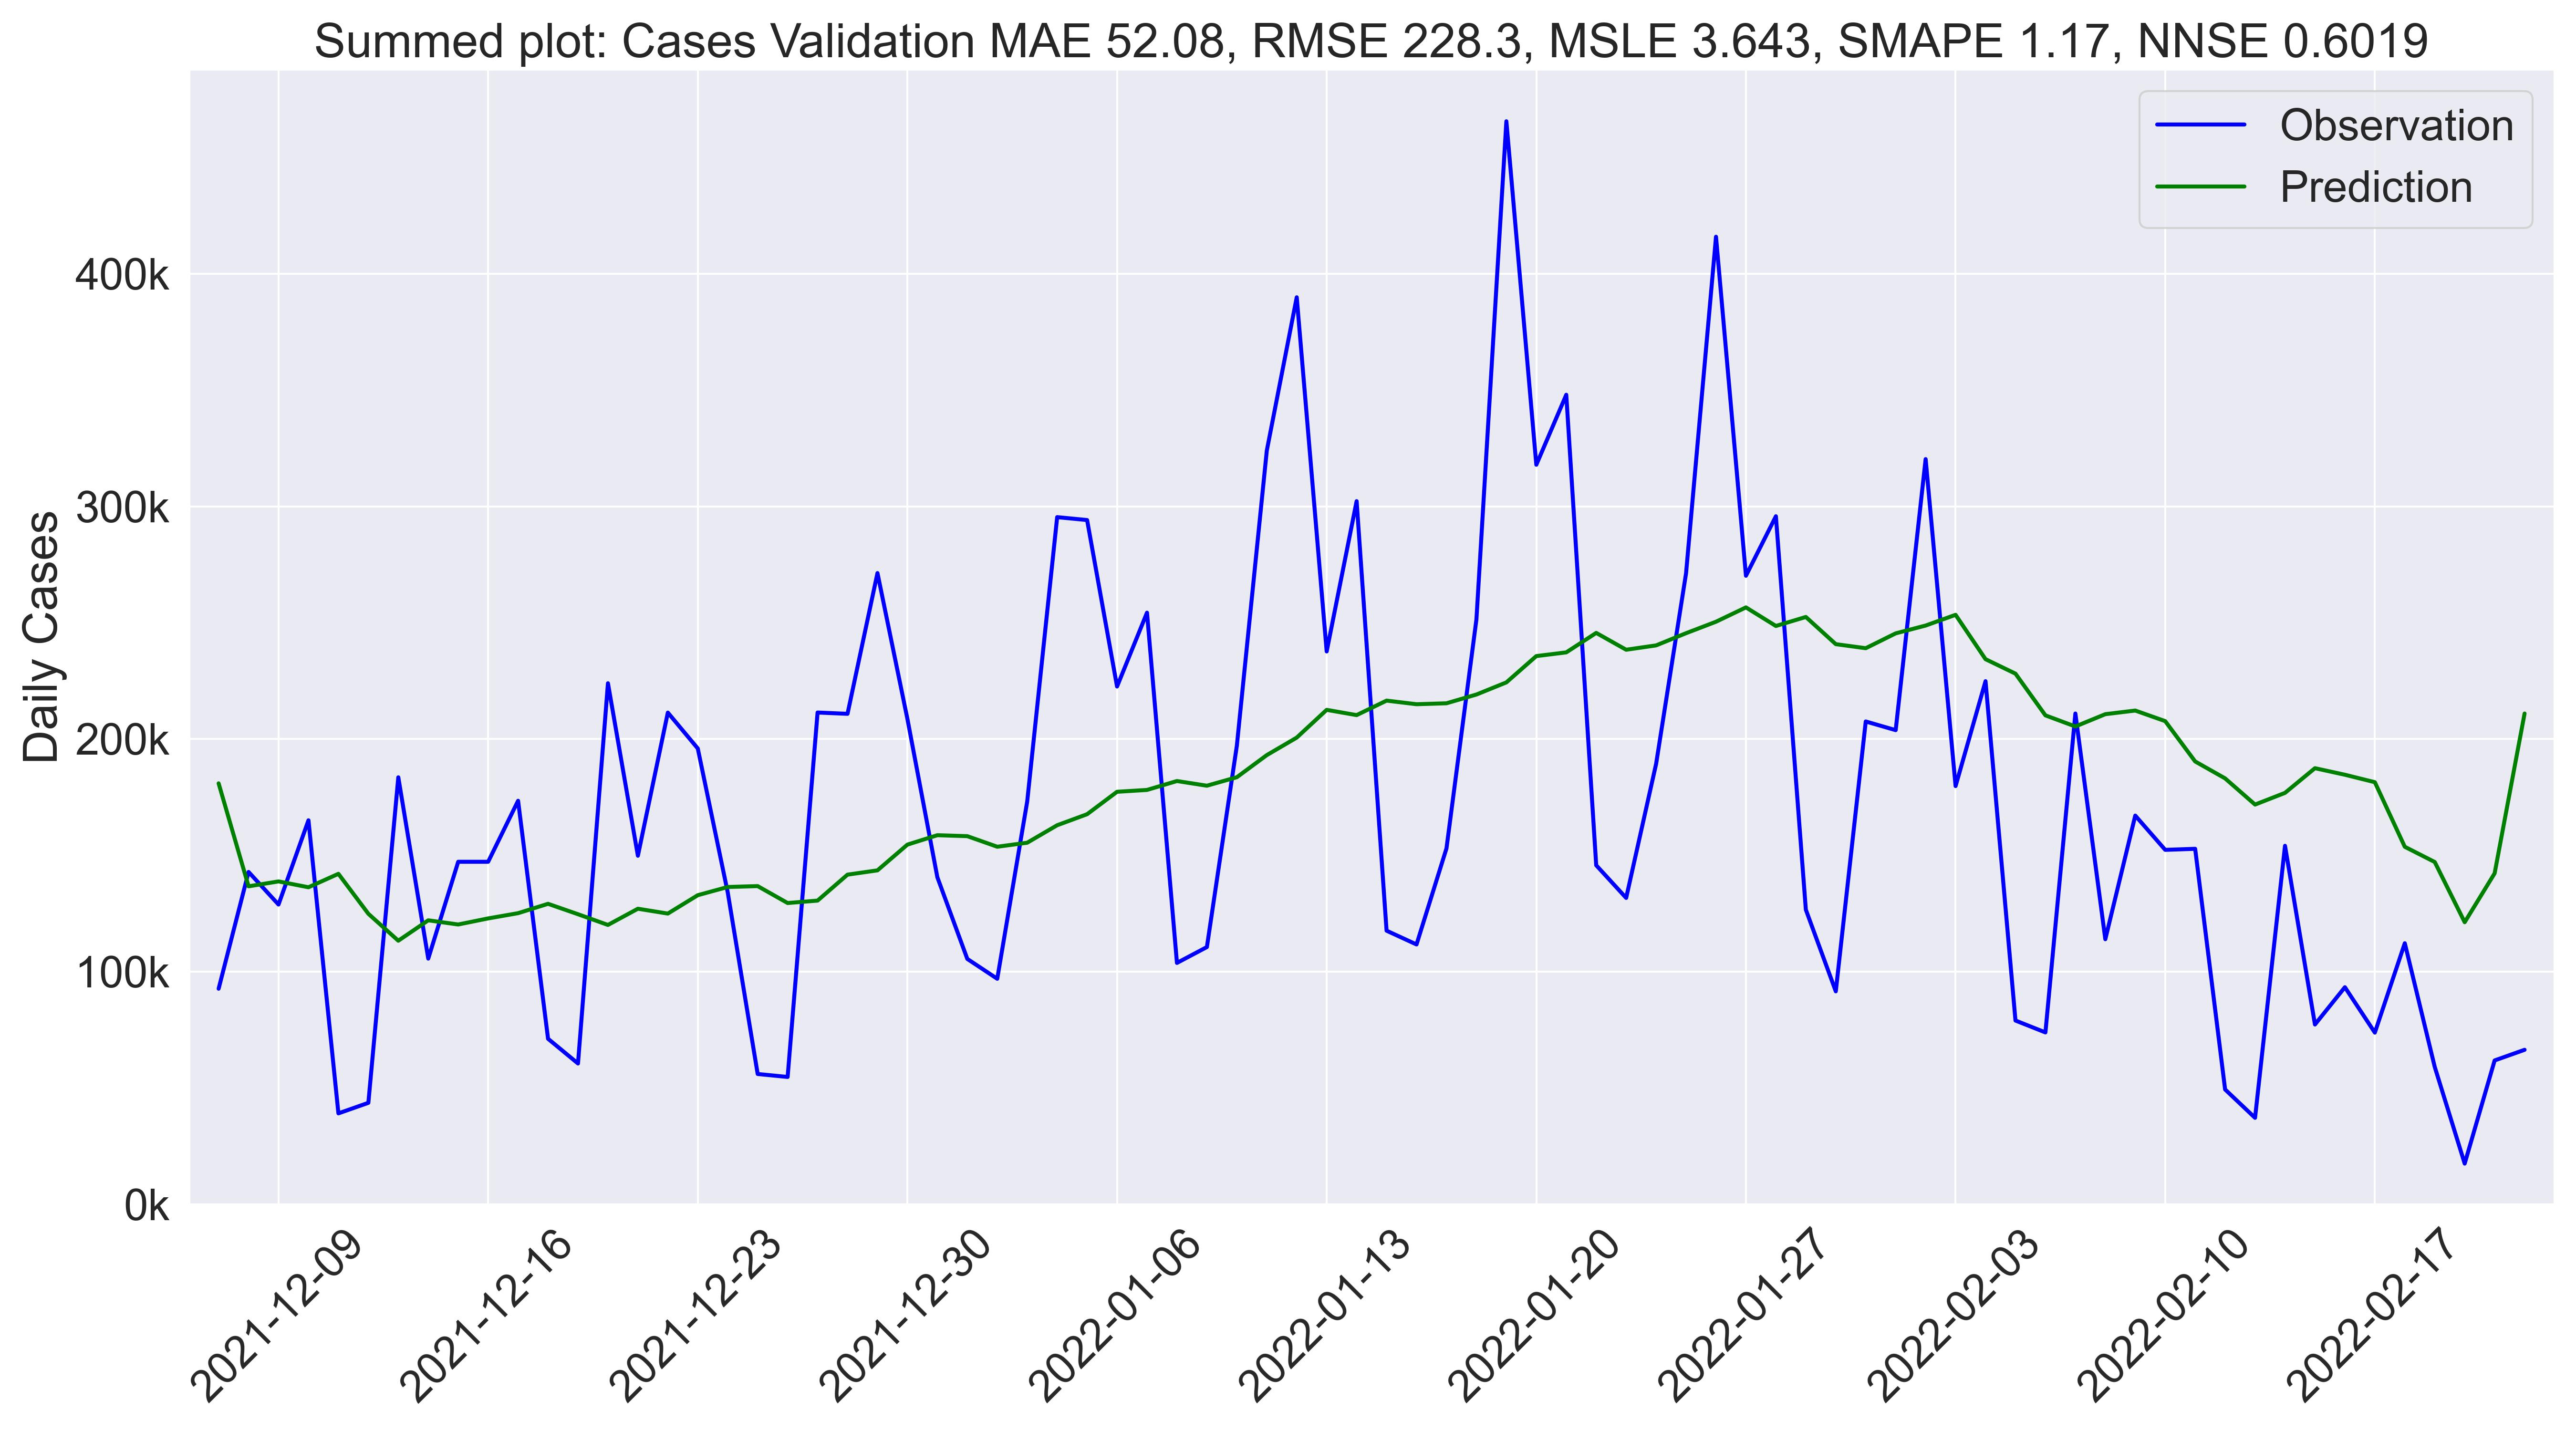 Summed plot: Cases Validation MAE 52.08, RMSE 228.3, MSLE 3.643, SMAPE 1.17, NNSE 0.6019
Observation
Prediction
Daily Cases
400k
300k
200k
100k
0k
2021-12-09
2021-12-16
2021-12-23
2021-12-30
2022-01-06
2022-01-13
2022-01-20
2022-01-27
2022-02-03
2022-02-10
2022-02-17